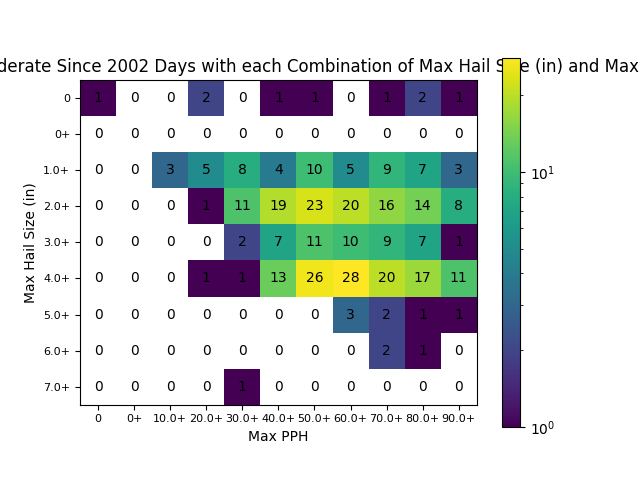 derate Since 2002 Days with each Combination of Max Hail Size (in) and Max
Max Hail Size (in)
0 1 0 0 2 0 1 1 0 1 2 1
0+ 0 0 0 0 0 0 0 0 0 0 0
1.0+ 0 0 3 5 8 4 10 5 9 7 3
2.0+ 0 0 0 1 11 19 23 20 16 14 8
3.0+ 0 0 0 0 2 7 11 10 9 7 1
4.0+ 0 0 0 1 1 13 26 28 20 17 11
5.0+ 0 0 0 0 0 0 0 3 2 1 1
6.0+ 0 0 0 0 0 0 0 0 2 1 0
7.0+ 0 0 0 0 1 0 0 0 0 0 0
0 0+ 10.0+ 20.0+ 30.0+ 40.0+ 50.0+ 60.0+ 70.0+ 80.0+ 90.0+
Max PPH
10¹
10⁰